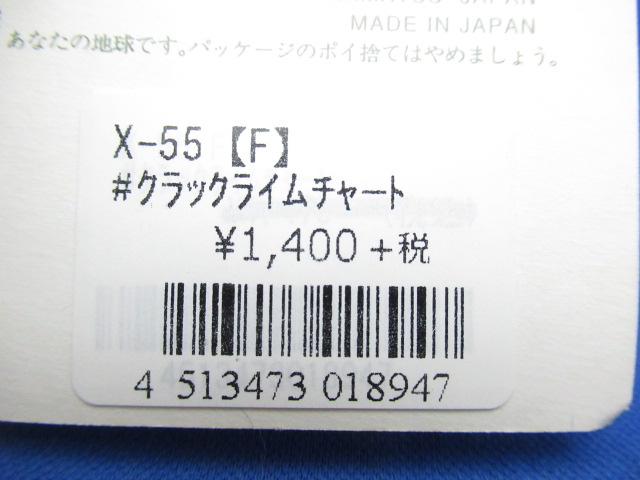 JAPAN
MADE IN JAPAN
あなたの地球です。パッケージのポイ捨てはやめましょう。
X-55【F】
#クラックライムチャート
¥1,400+税
4 513473 018947